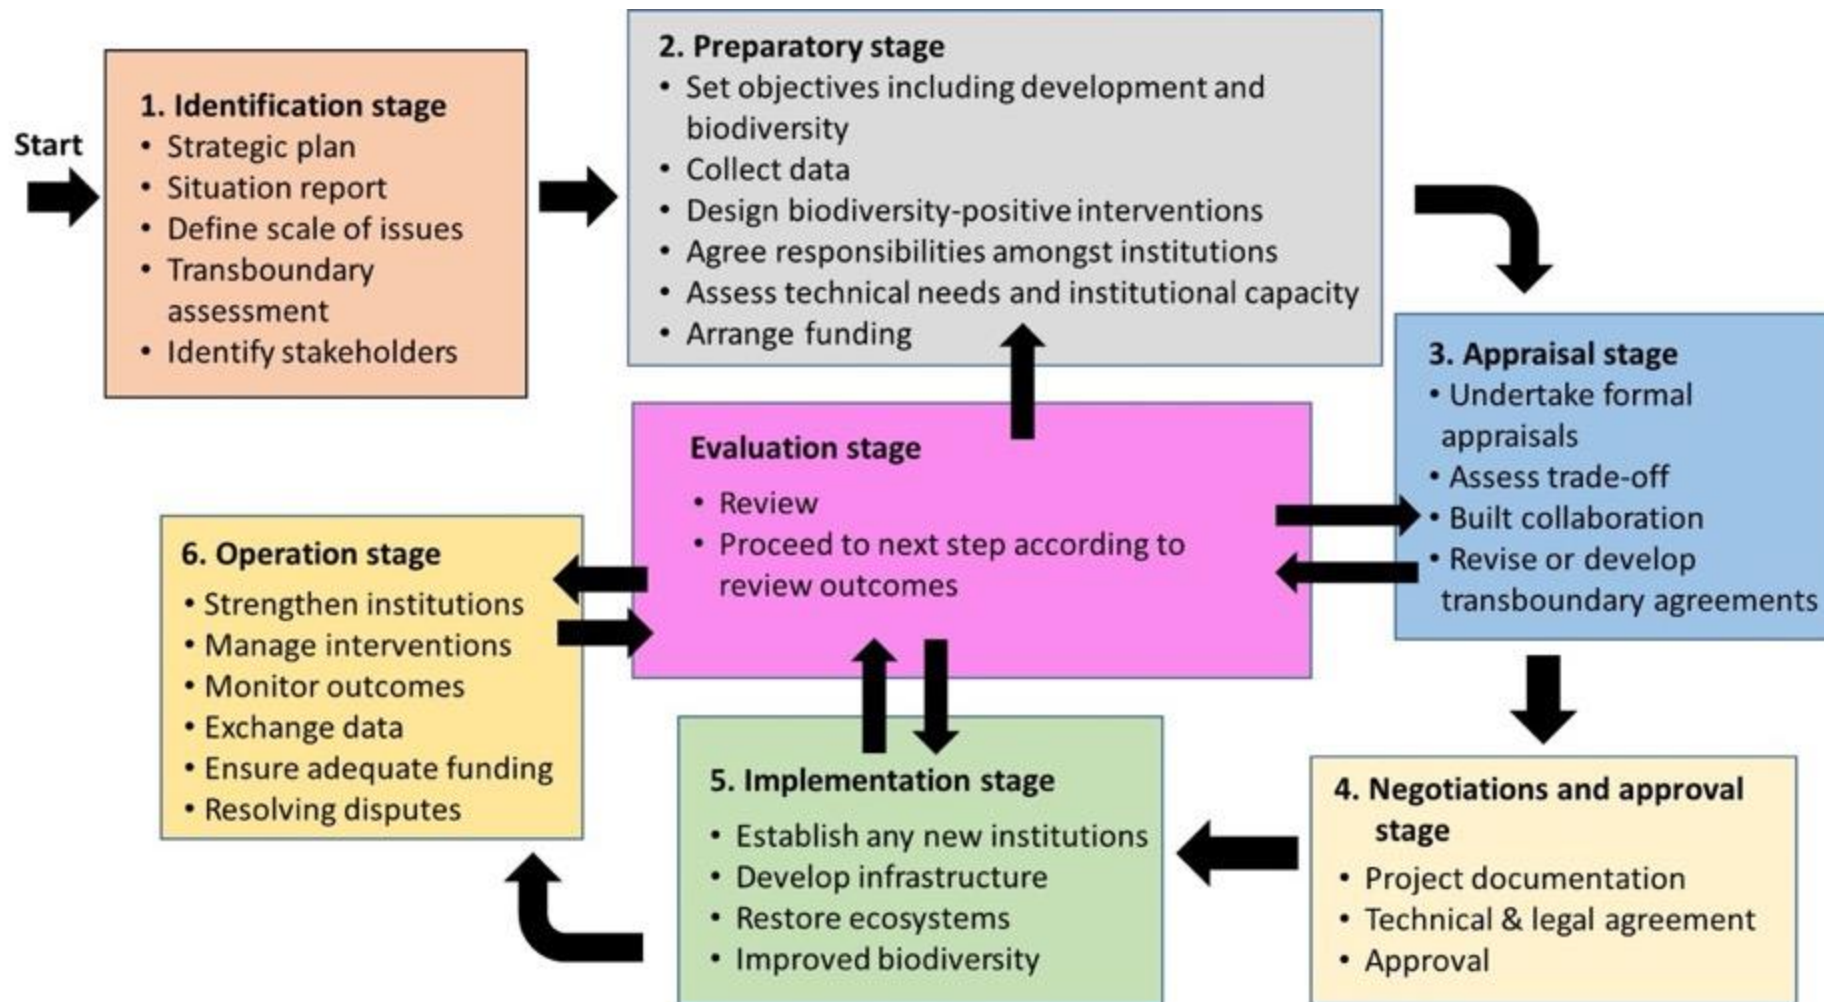 Start
1. Identification stage
• Strategic plan
• Situation report
• Define scale of issues
• Transboundary
assessment
• Identify stakeholders
2. Preparatory stage
• Set objectives including development and
biodiversity
• Collect data
• Design biodiversity-positive interventions
• Agree responsibilities amongst institutions
• Assess technical needs and institutional capacity
• Arrange funding
3. Appraisal stage
• Undertake formal
appraisals
• Assess trade-off
• Built collaboration
• Revise or develop
transboundary agreements
Evaluation stage
• Review
• Proceed to next step according to
review outcomes
4. Negotiations and approval
stage
• Project documentation
• Technical & legal agreement
• Approval
5. Implementation stage
• Establish any new institutions
• Develop infrastructure
• Restore ecosystems
• Improved biodiversity
6. Operation stage
• Strengthen institutions
• Manage interventions
• Monitor outcomes
• Exchange data
• Ensure adequate funding
• Resolving disputes